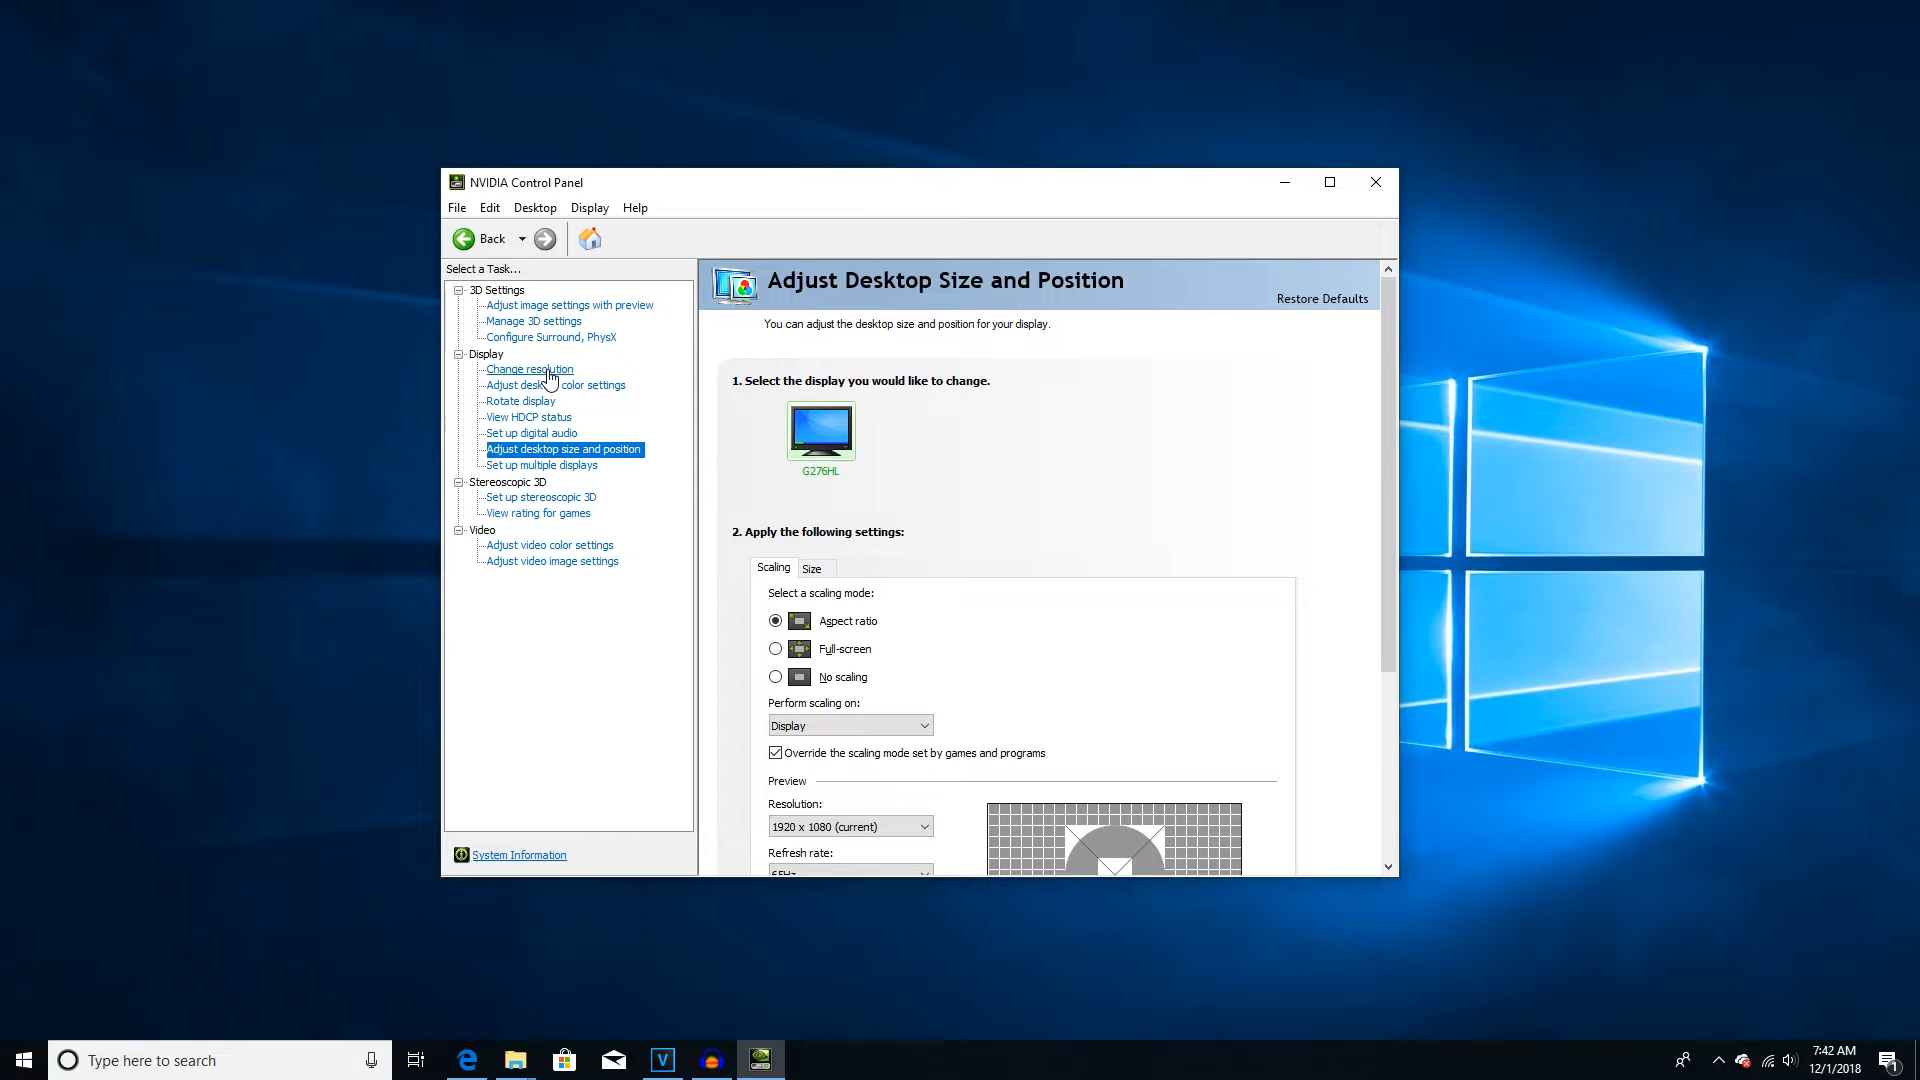 NVIDIA Control Panel
File Edit Desktop Display Help
Back
Select a Task...
3D Settings
Adjust image settings with preview
Manage 3D settings
Configure Surround, PhysX
Display
Change resolution
Adjust desk color settings
Rotate display
View HDCP status
Set up digital audio
Adjust desktop size and position
Set up multiple displays
Stereoscopic 3D
Set up stereoscopic 3D
View rating for games
Video
Adjust video color settings
Adjust video image settings
System Information
Adjust Desktop Size and Position
Restore Defaults
You can adjust the desktop size and position for your display.
1. Select the display you would like to change.
G276HL
2. Apply the following settings:
Scaling Size
Select a scaling mode:
Aspect ratio
Full-screen
No scaling
Perform scaling on:
Display
Override the scaling mode set by games and programs
Preview
Resolution:
1920 x 1080 (current)
Refresh rate:
65Hz
Type here to search
V
7:42 AM
12/1/2018
1